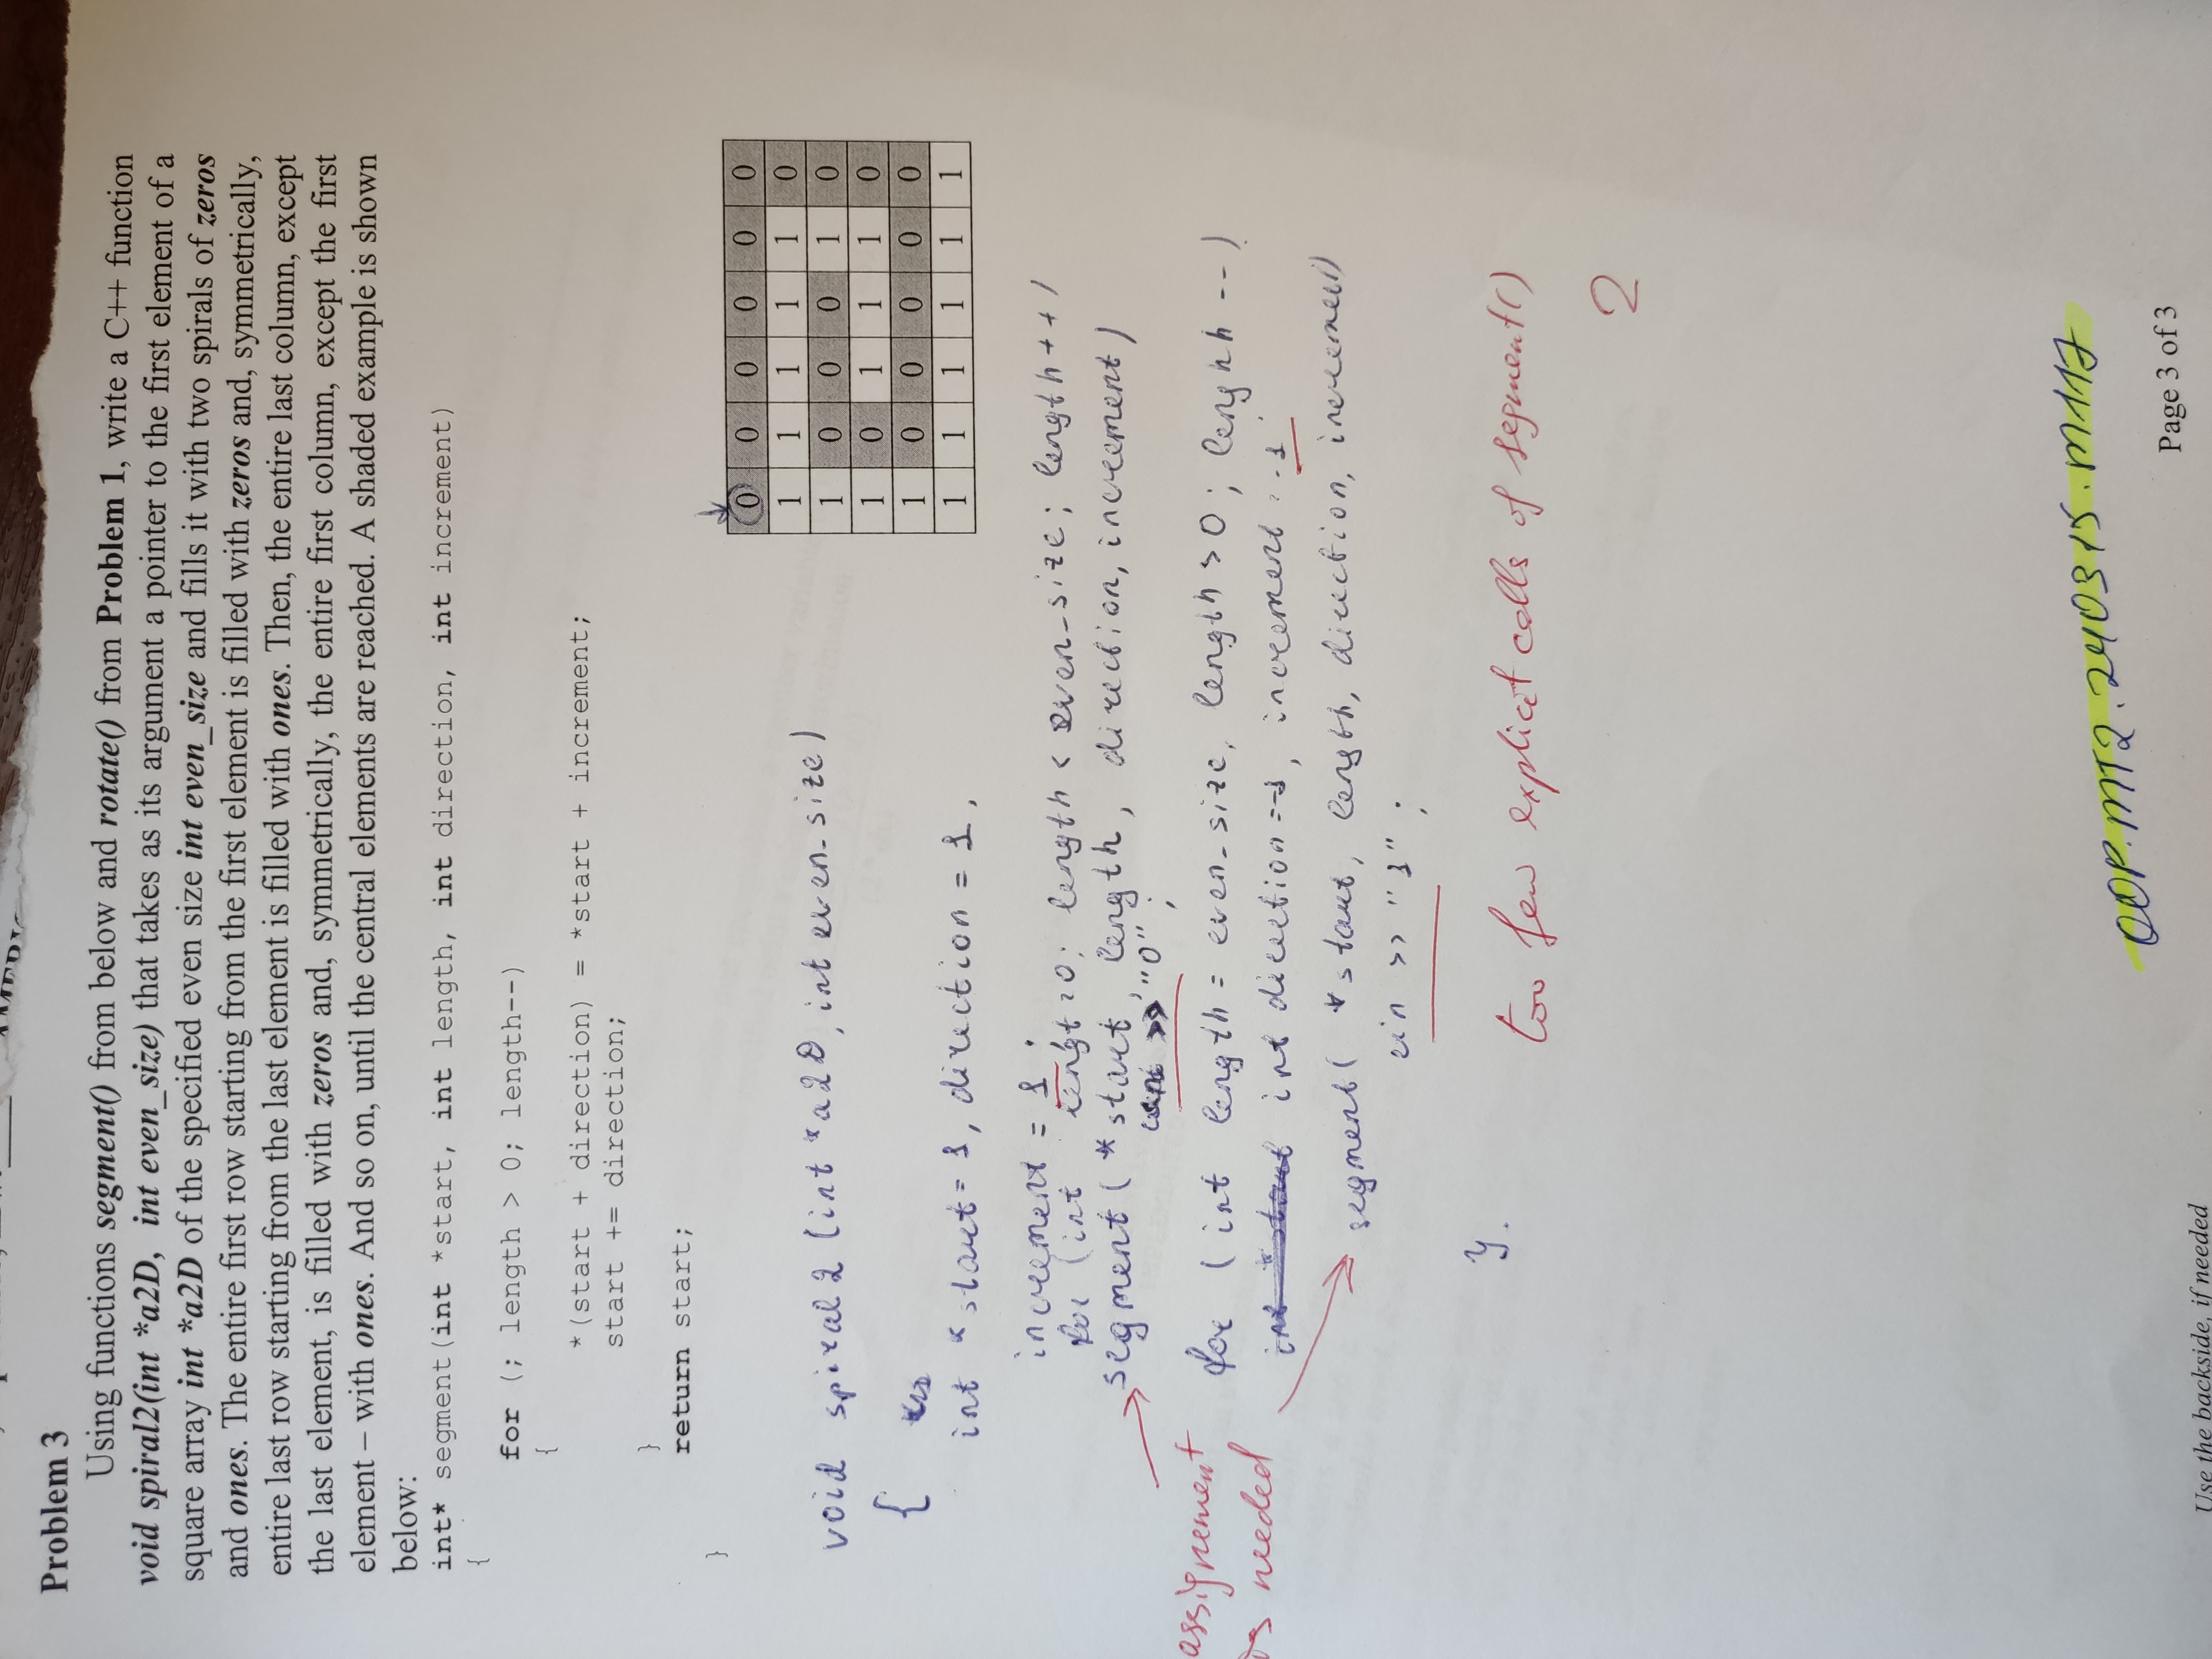 Problem 3
Using functions segment() from below and rotate() from Problem 1, write a C++ function
void spiral2(int *a2D, int even_size) that takes as its argument a pointer to the first element of a
square array int *a2D of the specified even size int even_size and fills it with two spirals of zeros
and ones. The entire first row starting from the first element is filled with zeros and, symmetrically,
entire last row starting from the last element is filled with ones. Then, the entire last column, except
the last element, is filled with zeros and, symmetrically, the entire first column, except the first
element – with ones. And so on, until the central elements are reached. A shaded example is shown
below:
int* segment(int *start, int length, int direction, int increment)
{
for (; length > 0; length--)
{
*(start + direction) = *start + increment;
start += direction;
}
return start;
}
0 0 0 0 0 0
1 1 1 1 1 0
1 0 0 0 1 0
1 0 1 1 1 0
1 0 0 0 0 0
1 1 1 1 1 1
void spiral2 (int *a2D, int even_size)
{
int *start = 1, direction = 1,
increment = 1;
for (int lengt=0; length < even_size; length++)
segment( *start, length, direction, increment)
>> "0";
assignement
is needed
for (int length = even_size, length > 0; lenghh --)
int direction = -1, increment = -1
segment( *start, length, direction, increment)
cin >> "1";
}.
too few explicit calls of segment()
2
OOP.MT2.240315.M117
Page 3 of 3
Use the backside, if needed